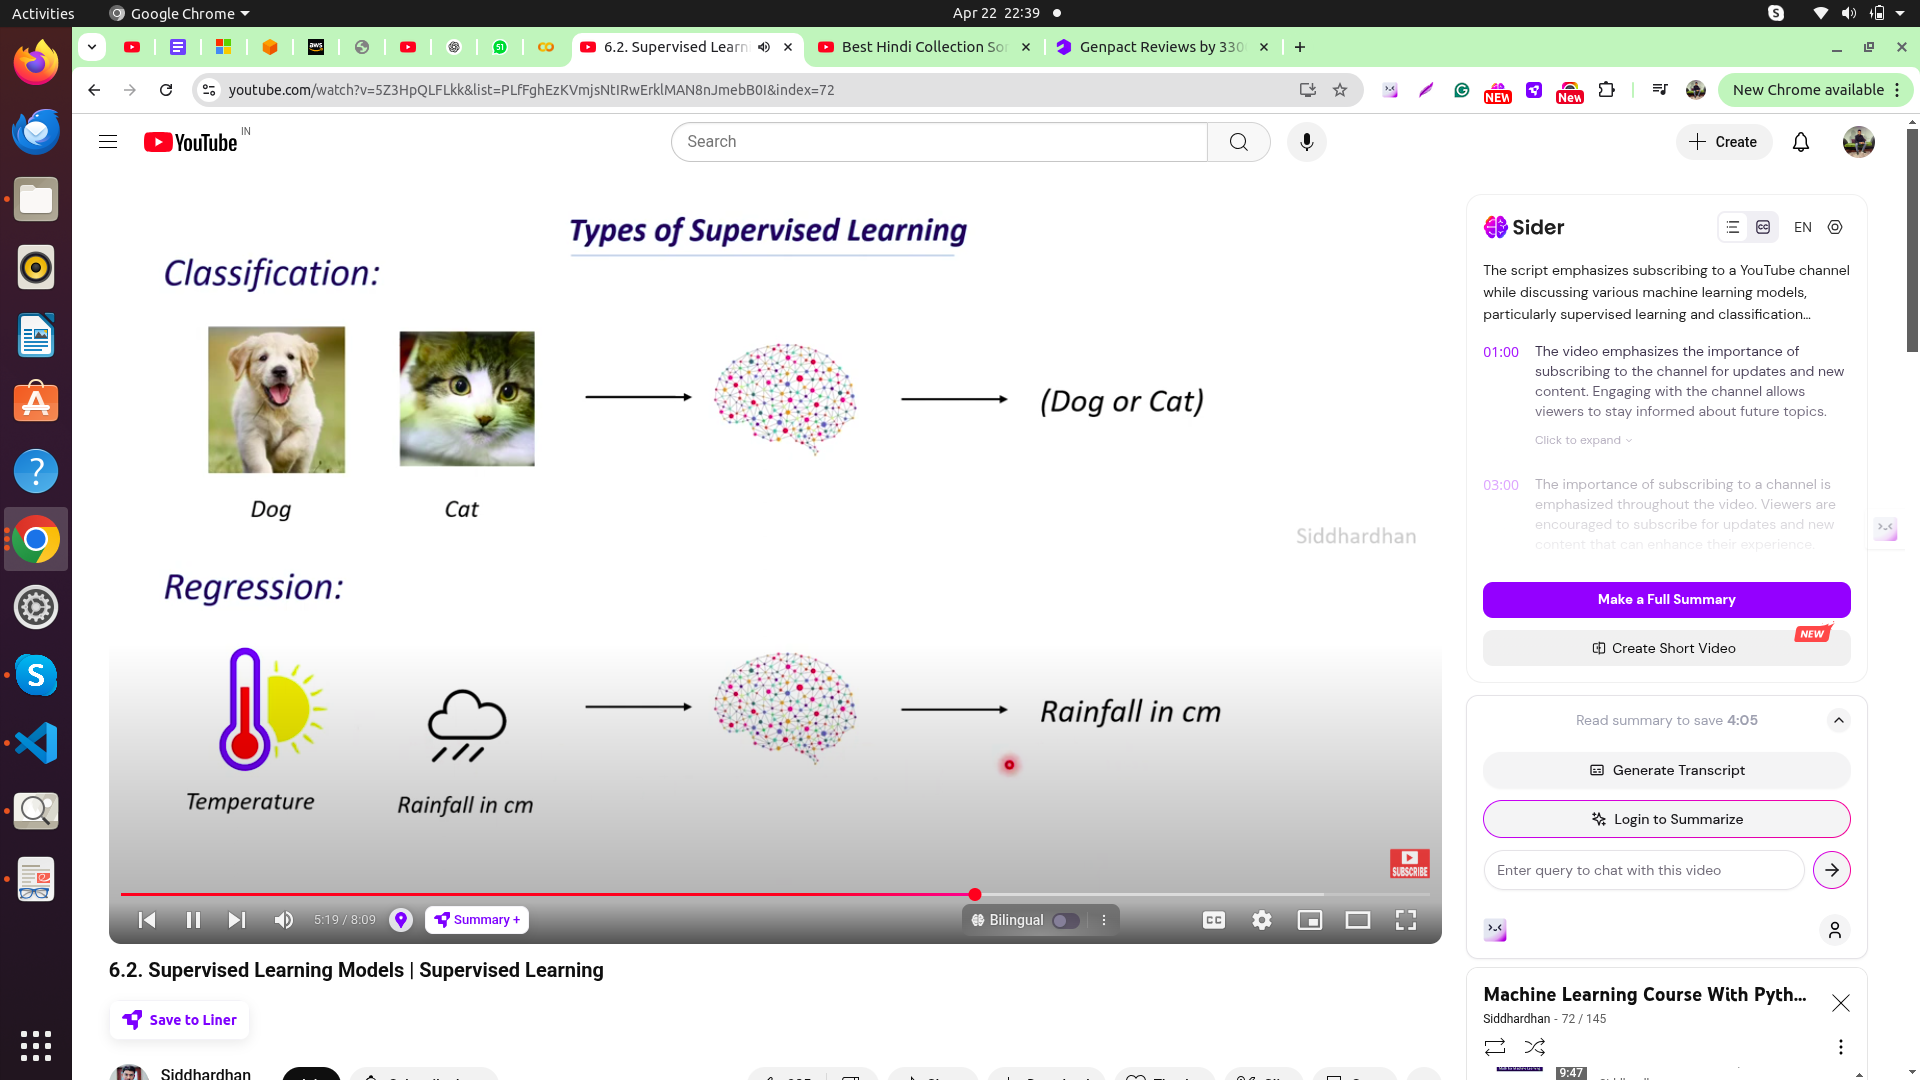 Activities
Google Chrome
Apr 22 22:39
6.2. Supervised Learn
Best Hindi Collection So
Genpact Reviews by 330
youtube.com/watch?v=5Z3HpQLFLkk&list=PLfFghEzKVmjsNtIRwErklMAN8nJmebB0I&index=72
NEW
New
New Chrome available
YouTube
IN
Search
Create
Types of Supervised Learning
Classification:
Dog
Cat
(Dog or Cat)
Siddhardhan
Regression:
Temperature
Rainfall in cm
Rainfall in cm
SUBSCRIBE
5:19 / 8:09
Summary +
Bilingual
CC
6.2. Supervised Learning Models | Supervised Learning
Save to Liner
Siddhardhan
Sider
EN
The script emphasizes subscribing to a YouTube channel
while discussing various machine learning models,
particularly supervised learning and classification...
01:00
The video emphasizes the importance of
subscribing to the channel for updates and new
content. Engaging with the channel allows
viewers to stay informed about future topics.
Click to expand
03:00
The importance of subscribing to a channel is
emphasized throughout the video. Viewers are
encouraged to subscribe for updates and new
content that can enhance their experience.
Make a Full Summary
NEW
Create Short Video
Read summary to save 4:05
Generate Transcript
Login to Summarize
Enter query to chat with this video
Machine Learning Course With Pyth...
Siddhardhan - 72 / 145
9:47